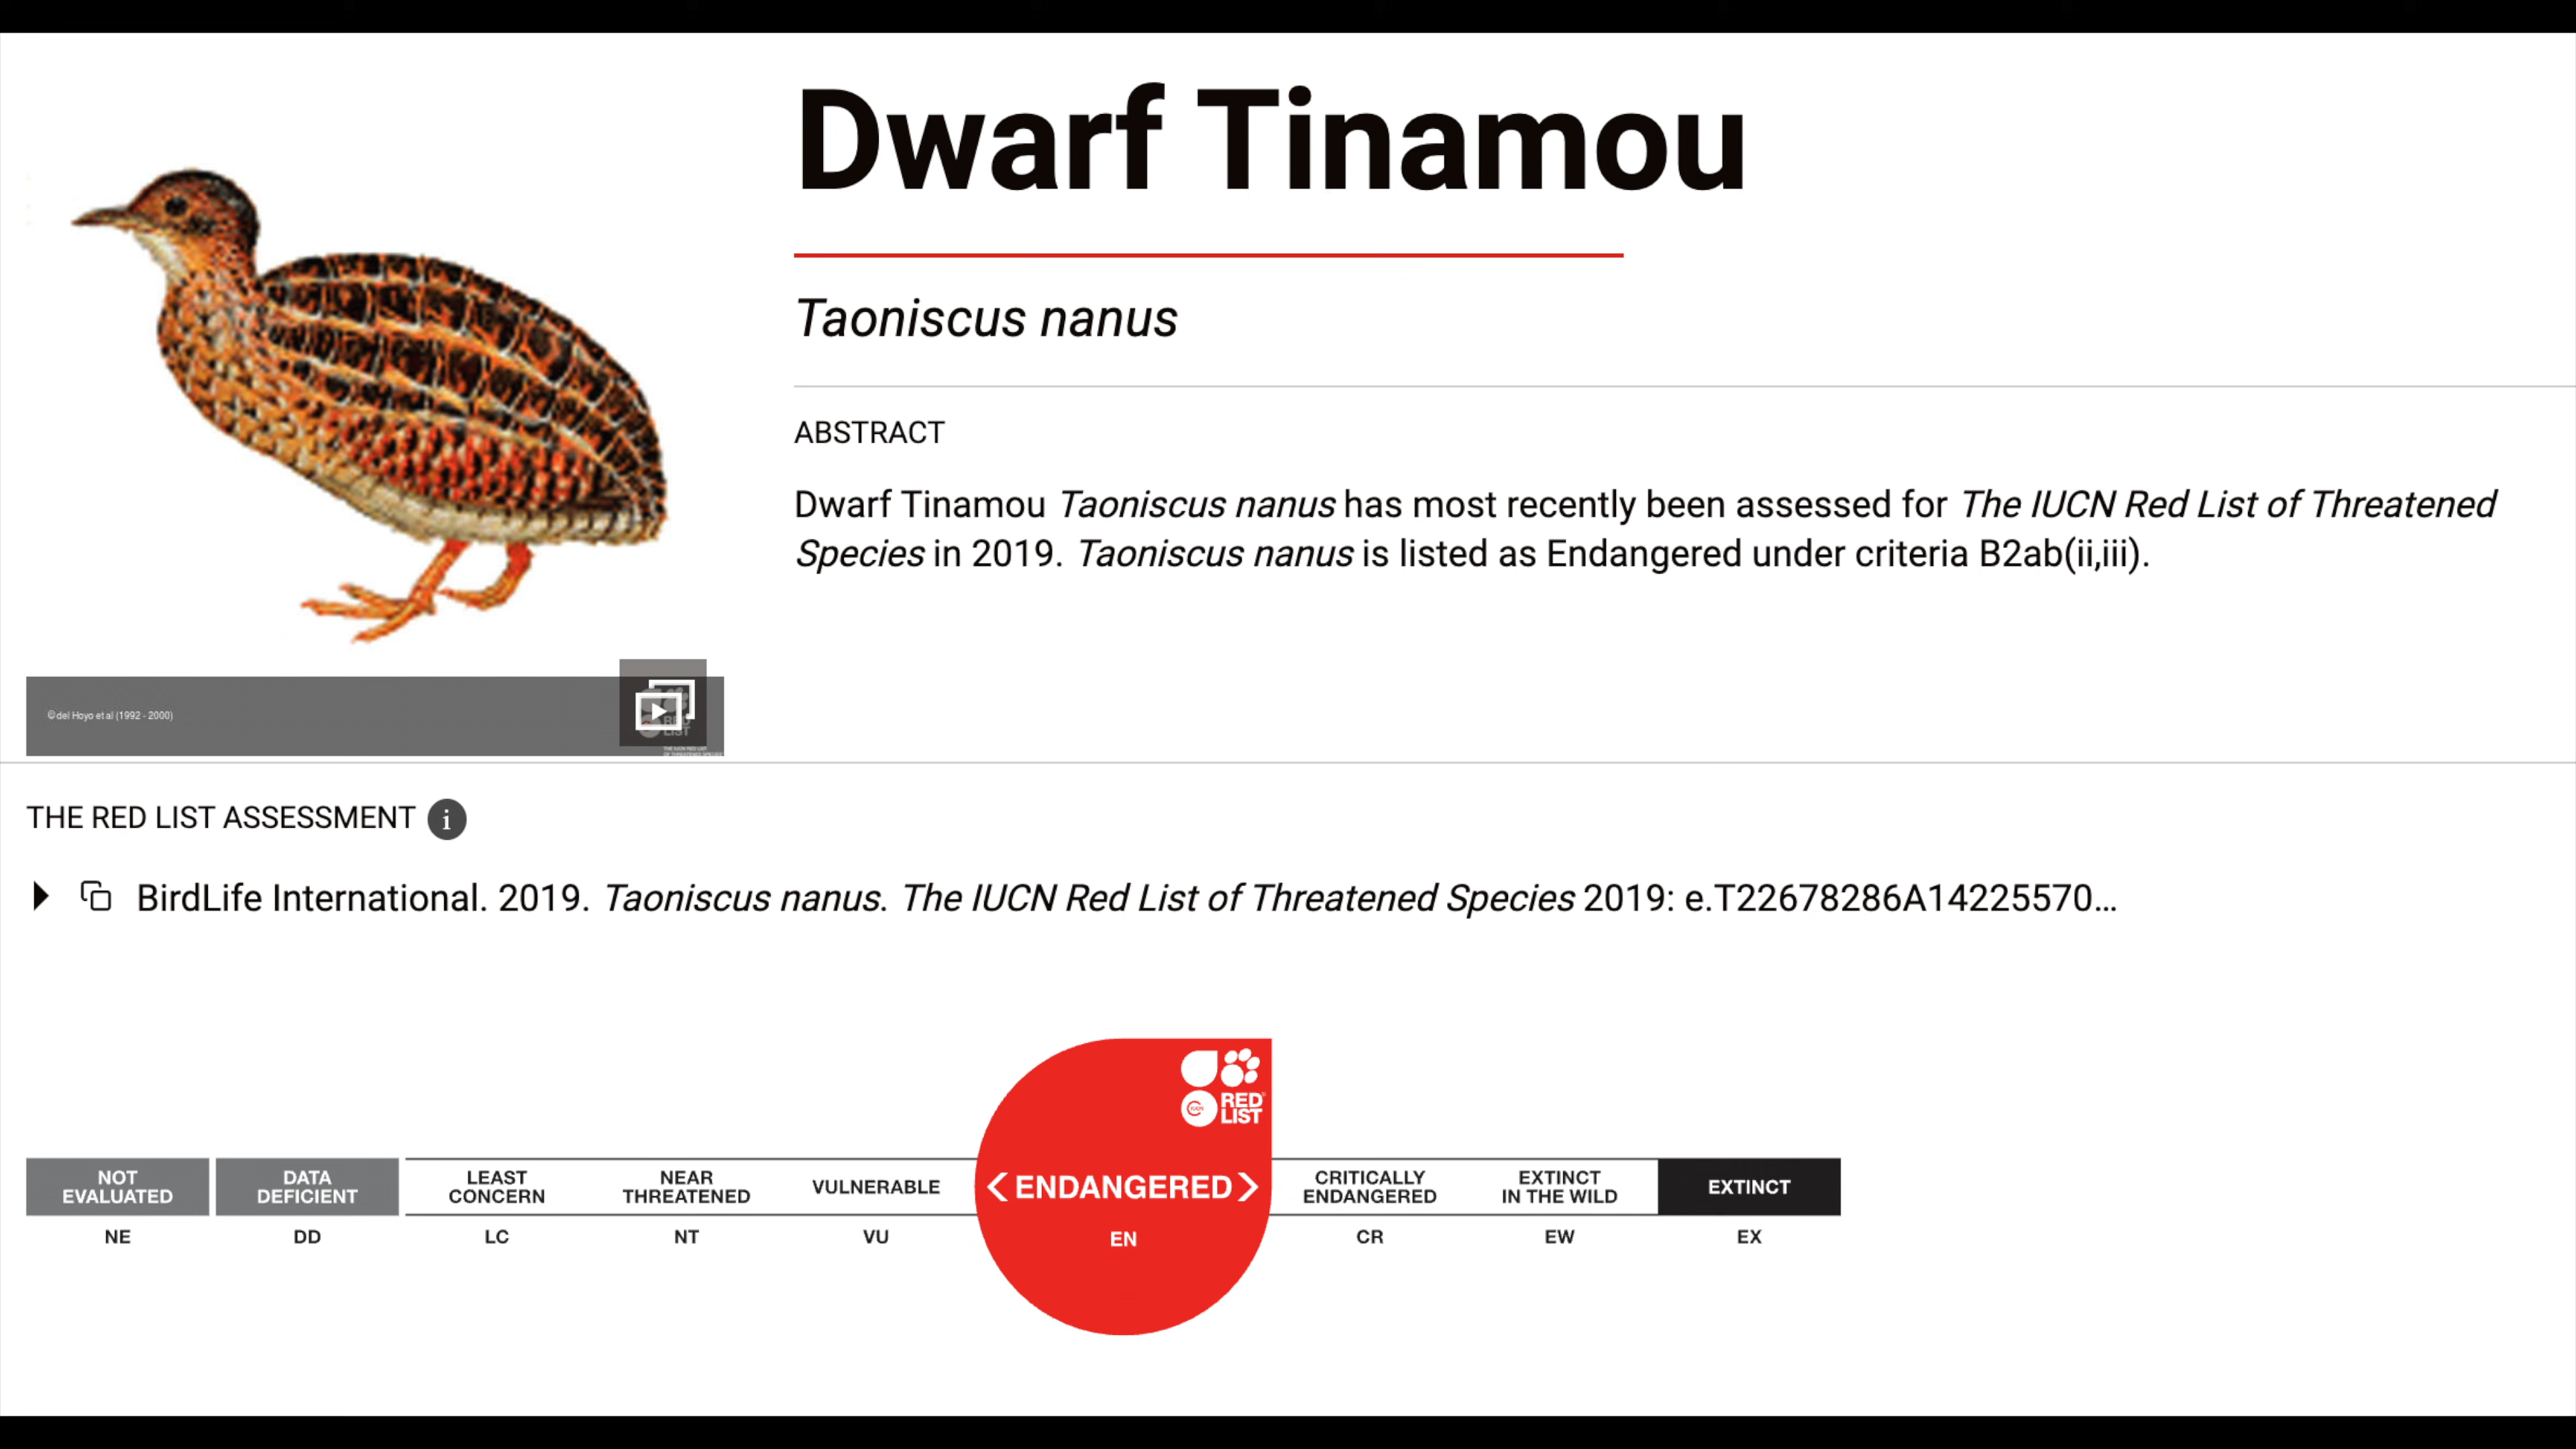 Dwarf Tinamou
Taoniscus nanus
ABSTRACT
Dwarf Tinamou Taoniscus nanus has most recently been assessed for The IUCN Red List of Threatened
Species in 2019. Taoniscus nanus is listed as Endangered under criteria B2ab(ii,iii).
© del Hoyo et al (1992 - 2000)
THE RED LIST ASSESSMENT i
BirdLife International. 2019. Taoniscus nanus. The IUCN Red List of Threatened Species 2019: e.T22678286A14225570...
RED
LIST
NOT
EVALUATED
DATA
DEFICIENT
LEAST
CONCERN
NEAR
THREATENED
VULNERABLE
<ENDANGERED>
CRITICALLY
ENDANGERED
EXTINCT
IN THE WILD
EXTINCT
NE DD LC NT VU EN CR EW EX